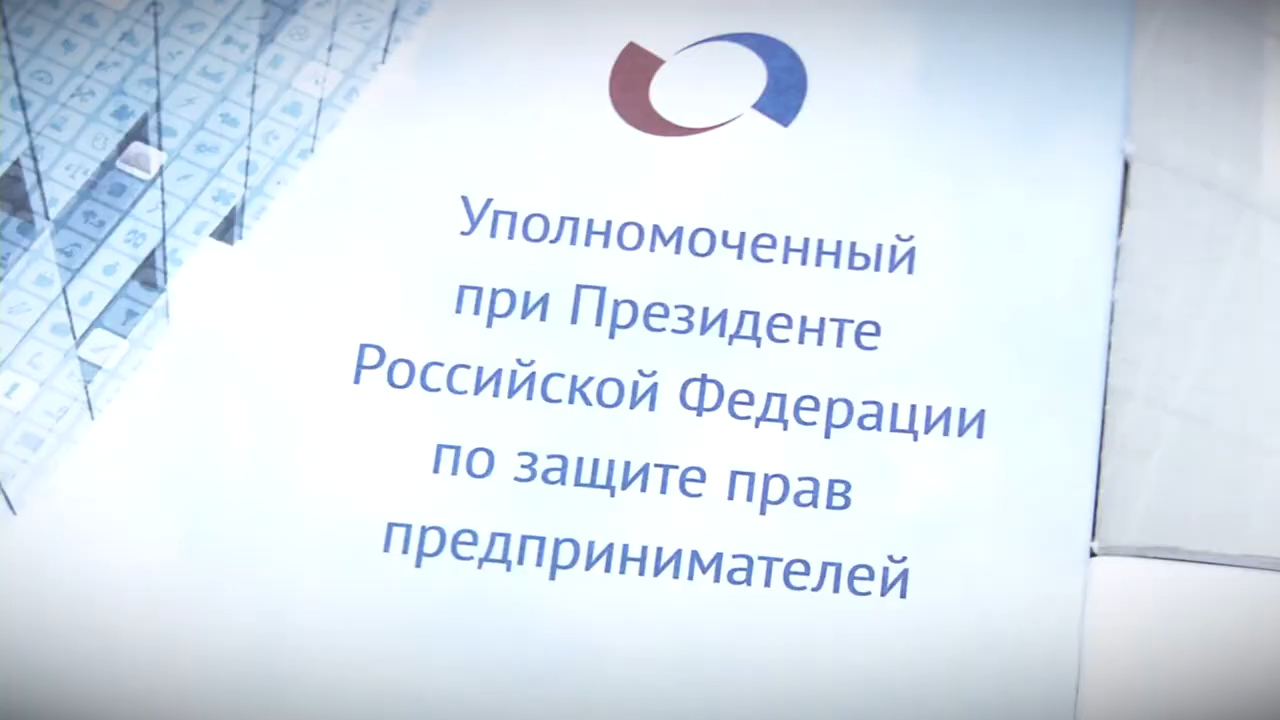 Уполномоченный
при Президенте
Российской Федерации
по защите прав
предпринимателей